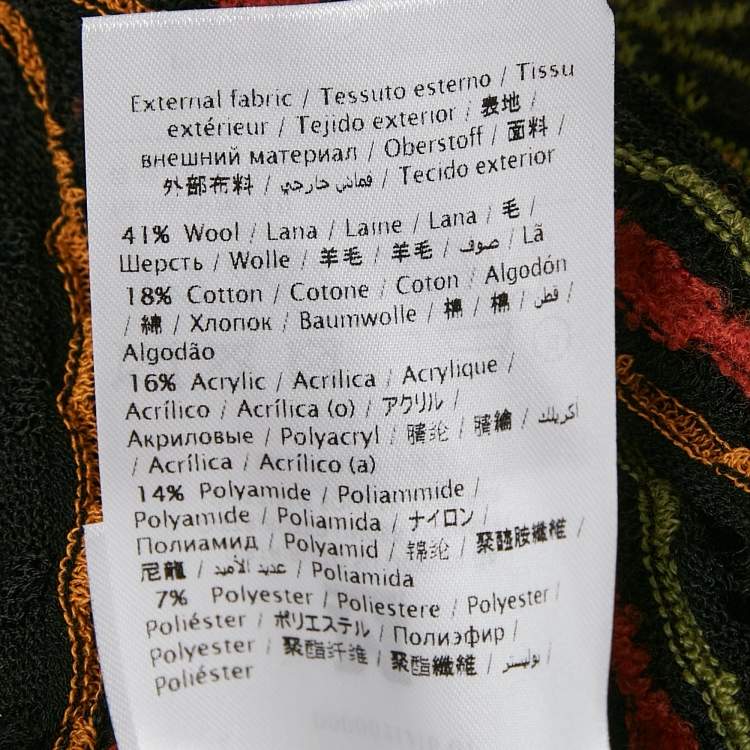 External fabric / Tessuto esterno / Tissu
extérieur / Tejido exterior / 表地 /
внешний материал / Oberstoff / 面料 /
外部布料 / قماش خارجي / Tecido exterior
41% Wool / Lana / Laine / Lana / 毛 /
Шерсть / Wolle / 羊毛 / 羊毛 / صوف / Lã
18% Cotton / Cotone / Coton / Algodón
/ 綿 / Хлопок / Baumwolle / 棉 / 棉 / قطن /
Algodão
16% Acrylic / Acrilica / Acrylique /
Acrílico / Acrílica (o) / アクリル /
Акриловые / Polyacryl / 腈纶 / 腈綸 / أكريلك
/ Acrílica / Acrílico (a)
14% Polyamide / Poliammide /
Polyamide / Poliamida / ナイロン /
Полиамид / Polyamid / 锦纶 / 聚醯胺纖維 /
尼龍 / عديد الأميد / Poliamida
7% Polyester / Poliestere / Polyester /
Poliéster / ポリエステル / Полиэфир /
Polyester / 聚酯纤维 / 聚酯纖維 / بوليستر /
Poliéster